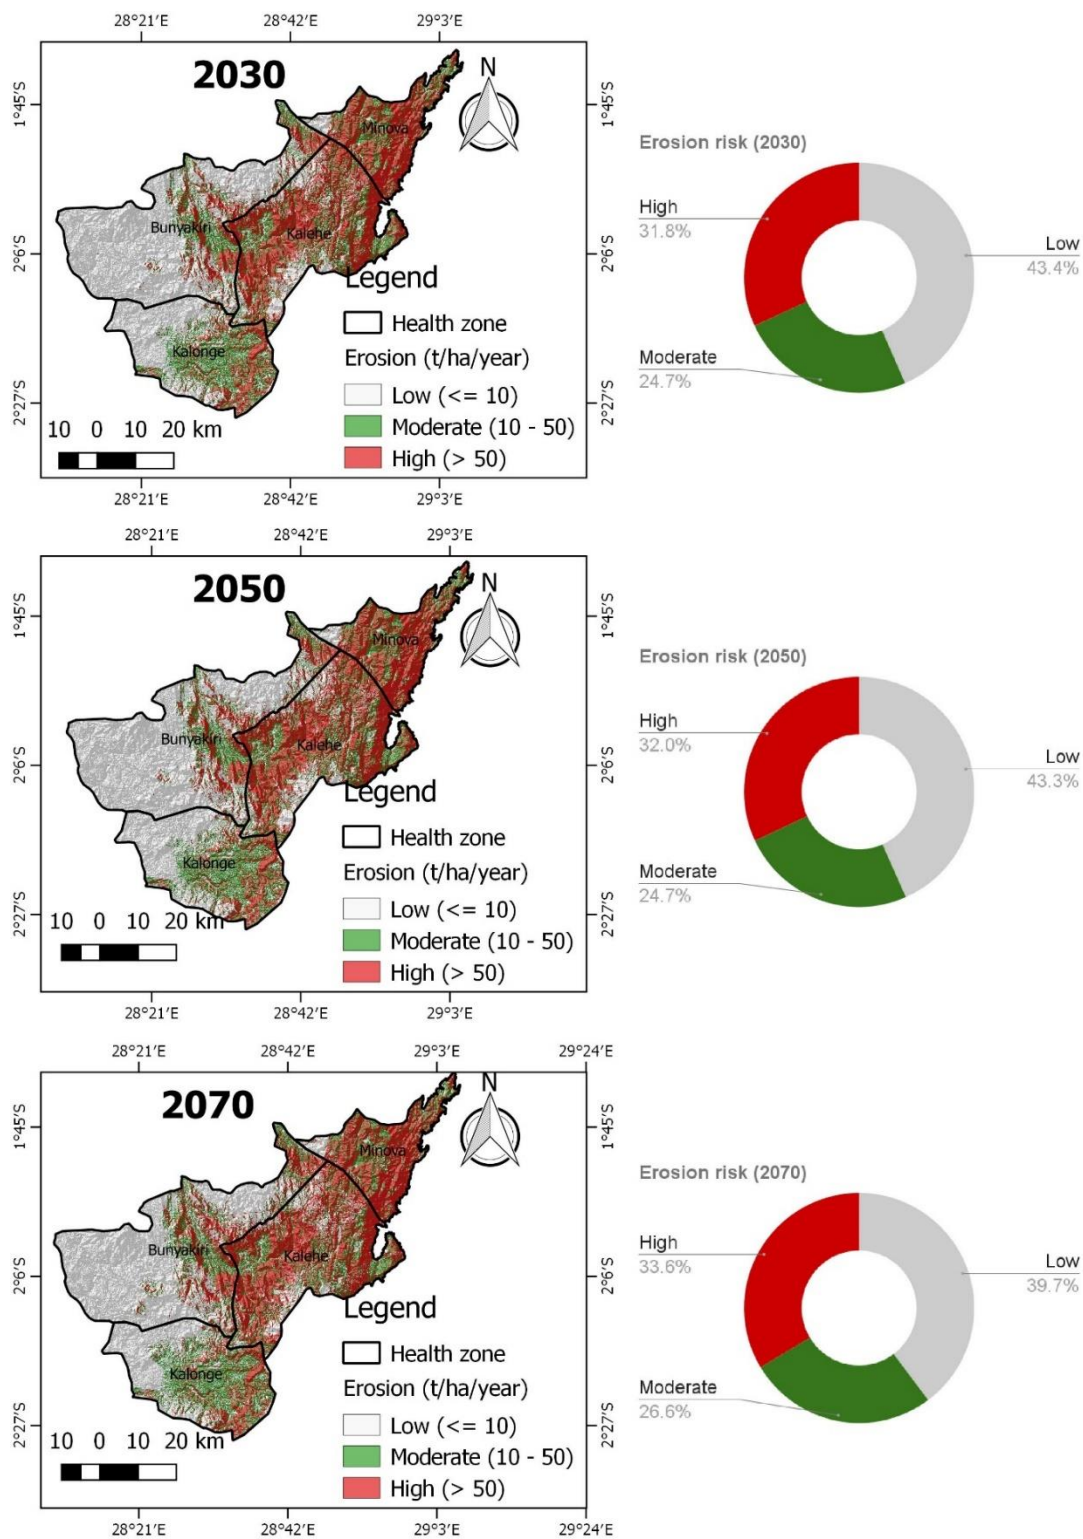 28°21'E 28°42'E 29°3'E
2030
N
1°45'S 1°45'S
Minova
Bunyakiri
Kalehe
2°6'S 2°6'S
Kalonge
2°27'S 2°27'S
Legend
Health zone
Erosion (t/ha/year)
Low (<= 10)
Moderate (10 - 50)
High (> 50)
10 0 10 20 km
28°21'E 28°42'E 29°3'E
Erosion risk (2030)
High
31.8%
Low
43.4%
Moderate
24.7%
28°21'E 28°42'E 29°3'E
2050
N
1°45'S 1°45'S
Minova
Bunyakiri
Kalehe
2°6'S 2°6'S
Kalonge
2°27'S 2°27'S
Legend
Health zone
Erosion (t/ha/year)
Low (<= 10)
Moderate (10 - 50)
High (> 50)
10 0 10 20 km
28°21'E 28°42'E 29°3'E
Erosion risk (2050)
High
32.0%
Low
43.3%
Moderate
24.7%
28°21'E 28°42'E 29°3'E 29°24'E
2070
N
1°45'S 1°45'S
Minova
Bunyakiri
Kalehe
2°6'S 2°6'S
Kalonge
2°27'S 2°27'S
Legend
Health zone
Erosion (t/ha/year)
Low (<= 10)
Moderate (10 - 50)
High (> 50)
10 0 10 20 km
28°21'E 28°42'E 29°3'E 29°24'E
Erosion risk (2070)
High
33.6%
Low
39.7%
Moderate
26.6%